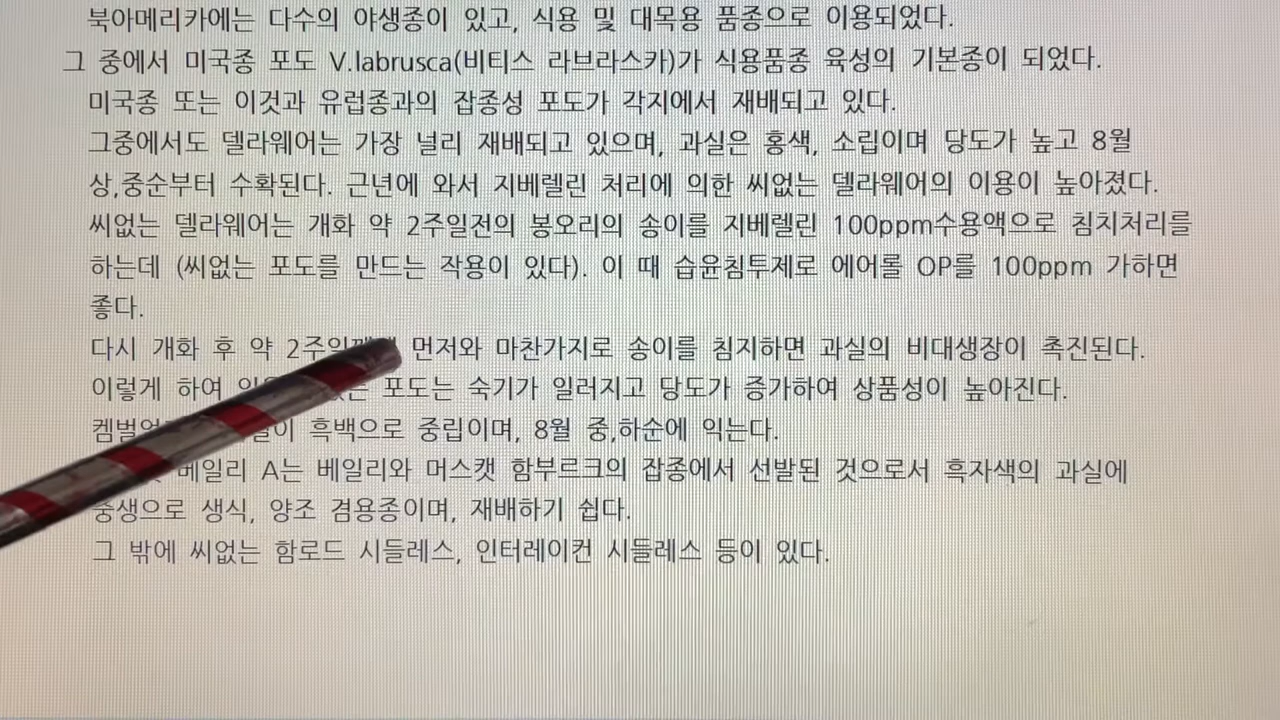 북아메리카에는 다수의 야생종이 있고, 식용 및 대목용 품종으로 이용되었다.
그 중에서 미국종 포도 V.labrusca(비티스 라브라스카)가 식용품종 육성의 기본종이 되었다.
미국종 또는 이것과 유럽종과의 잡종성 포도가 각지에서 재배되고 있다.
그중에서도 델라웨어는 가장 널리 재배되고 있으며, 과실은 홍색, 소립이며 당도가 높고 8월
상,중순부터 수확된다. 근년에 와서 지베렐린 처리에 의한 씨없는 델라웨어의 이용이 높아졌다.
씨없는 델라웨어는 개화 약 2주일전의 봉오리의 송이를 지베렐린 100ppm수용액으로 침치처리를
하는데 (씨없는 포도를 만드는 작용이 있다). 이 때 습윤침투제로 에어롤 OP를 100ppm 가하면
좋다.
다시 개화 후 약 먼저와 마찬가지로 송이를 침지하면 과실의 비대생장이 촉진된다.
이렇게 하여 포도는 숙기가 일러지고 당도가 증가하여 상품성이 높아진다.
흑백으로 중립이며, 8월 중,하순에 익는다.
베일리 A는 베일리와 머스캣 함부르크의 잡종에서 선발된 것으로서 흑자색의 과실에
중생으로 생식, 양조 겸용종이며, 재배하기 쉽다.
그 밖에 씨없는 함로드 시들레스, 인터레이컨 시들레스 등이 있다.